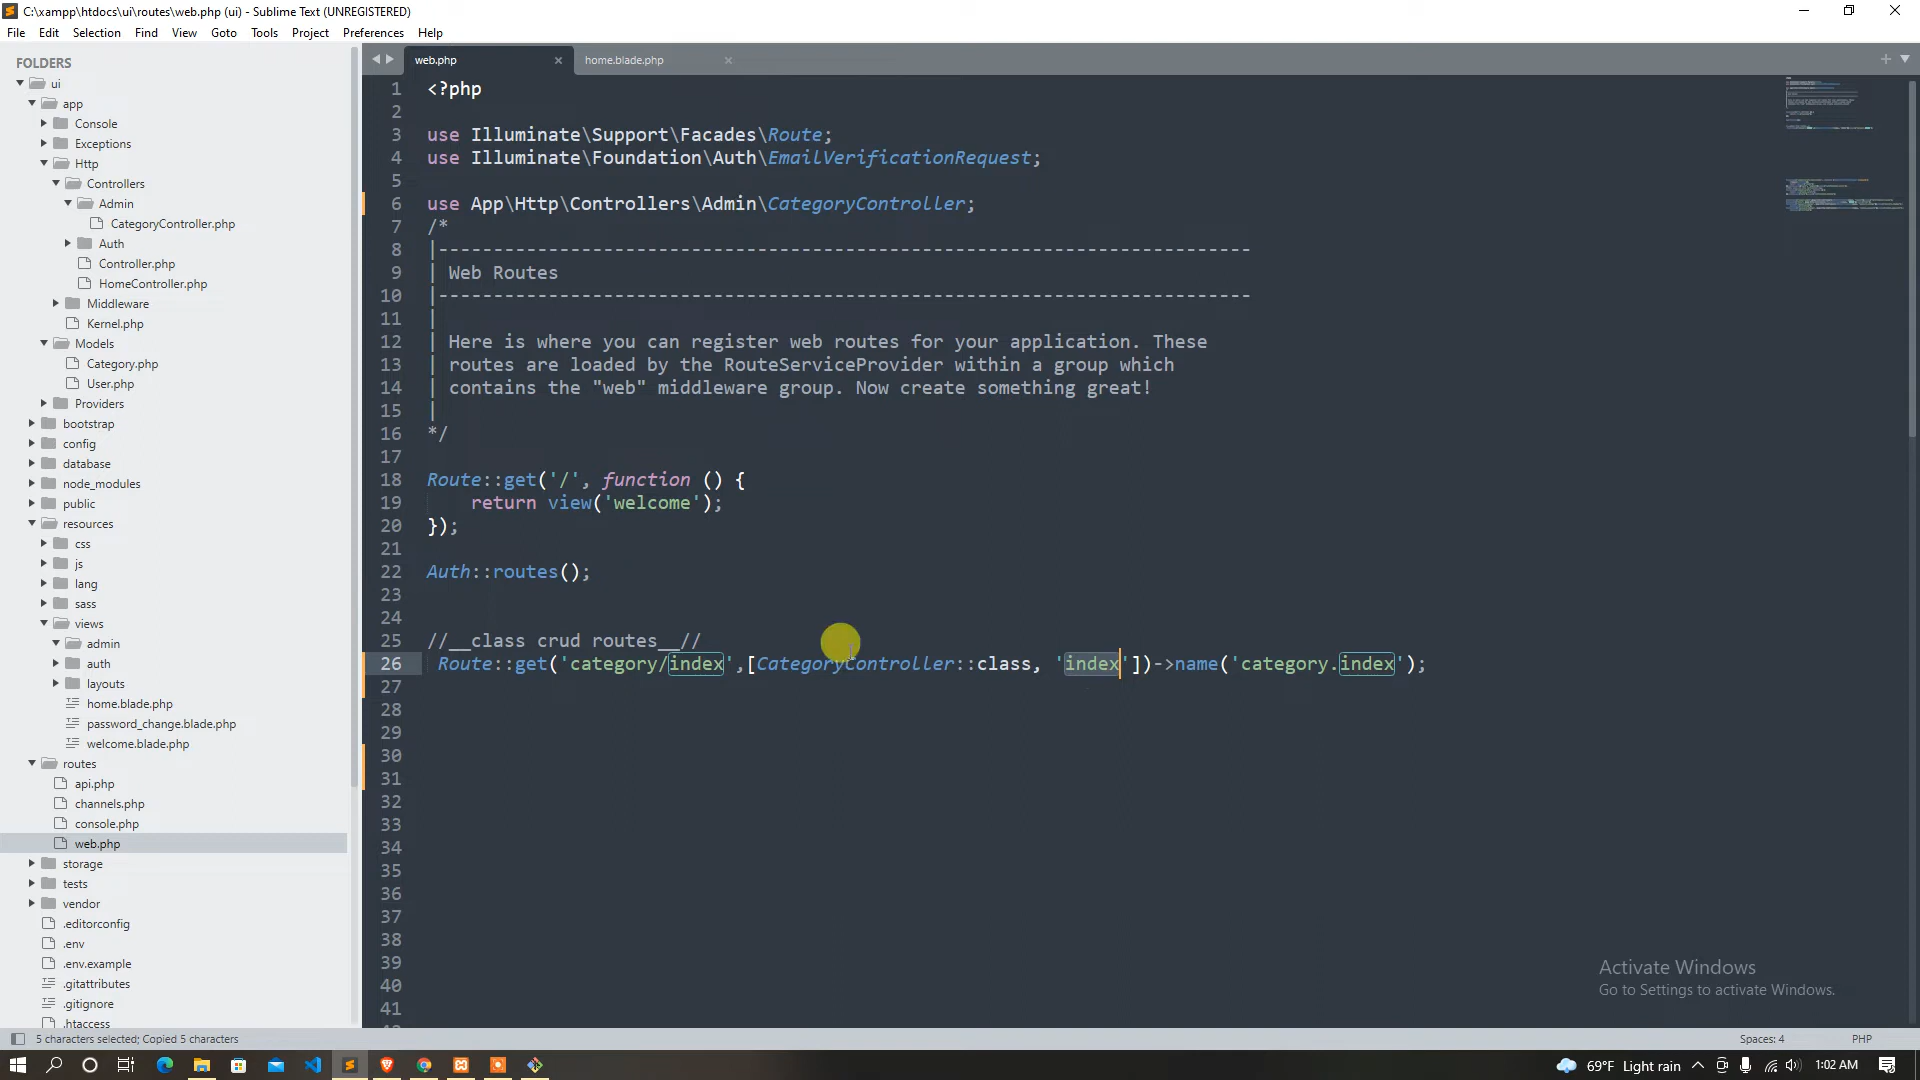 C:\xampp\htdocs\ui\routes\web.php (ui) - Sublime Text (UNREGISTERED)
File Edit Selection Find View Goto Tools Project Preferences Help
FOLDERS
ui
app
Console
Exceptions
Http
Controllers
Admin
CategoryController.php
Auth
Controller.php
HomeController.php
Middleware
Kernel.php
Models
Category.php
User.php
Providers
bootstrap
config
database
node_modules
public
resources
css
js
lang
sass
views
admin
auth
layouts
home.blade.php
password_change.blade.php
welcome.blade.php
routes
api.php
channels.php
console.php
web.php
storage
tests
vendor
.editorconfig
.env
.env.example
.gitattributes
.gitignore
.htaccess
web.php home.blade.php
1 <?php
2
3 use Illuminate\Support\Facades\Route;
4 use Illuminate\Foundation\Auth\EmailVerificationRequest;
5
6 use App\Http\Controllers\Admin\CategoryController;
7 /*
8 |--------------------------------------------------------------------------
9 | Web Routes
10 |--------------------------------------------------------------------------
11 |
12 | Here is where you can register web routes for your application. These
13 | routes are loaded by the RouteServiceProvider within a group which
14 | contains the "web" middleware group. Now create something great!
15 |
16 */
17
18 Route::get('/', function () {
19 return view('welcome');
20 });
21
22 Auth::routes();
23
24
25 //__class crud routes__//
26 Route::get('category/index',[CategoryController::class, 'index'])->name('category.index');
27
28
29
30
31
32
33
34
35
36
37
38
39
40
41
Activate Windows
Go to Settings to activate Windows.
5 characters selected; Copied 5 characters
Spaces: 4 PHP
69°F Light rain 1:02 AM